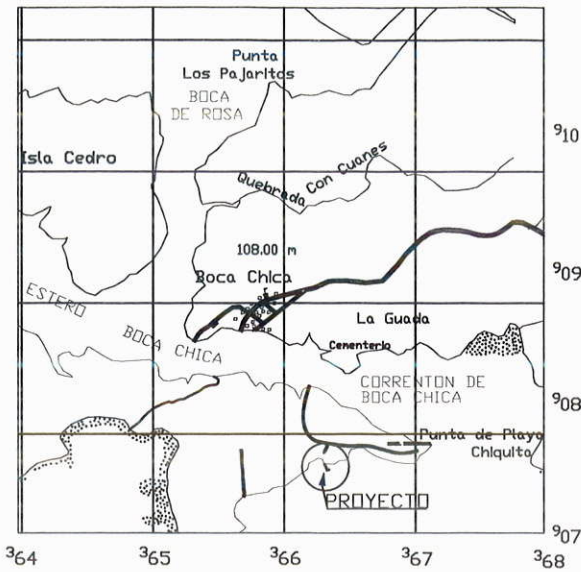 Punta
Los Pajaritos
BOCA
DE ROSA
⁹10
Isla Cedro
Quebrada Con Cuanes
108.00 m
⁹09
Boca Chica
ESTERO
BOCA CHICA
La Guada
Cementerio
CORRENTON DE
BOCA CHICA
⁹08
Punta de Playa
Chiquita
PROYECTO
⁹07
³64 ³65 ³66 ³67 ³68